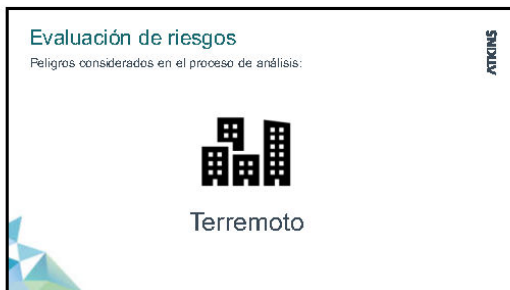 Evaluación de riesgos
Peligros considerados en el proceso de análisis:
ATKINS
Terremoto